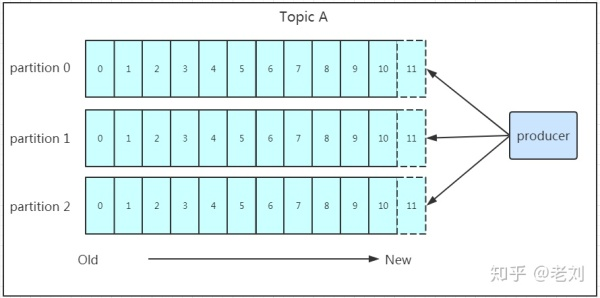 Topic A
partition 0
0 1 2 3 4 5 6 7 8 9 10 11
partition 1
0 1 2 3 4 5 6 7 8 9 10 11
producer
partition 2
0 1 2 3 4 5 6 7 8 9 10 11
Old
New
知乎 @老刘